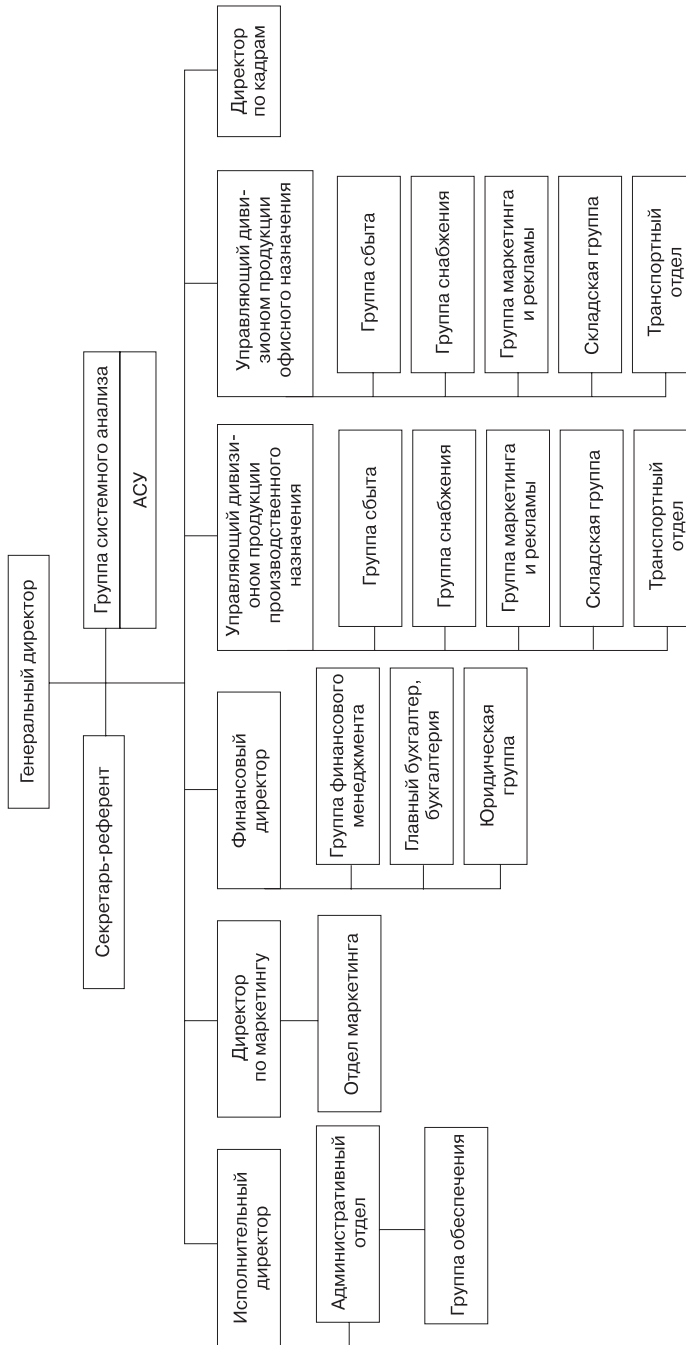 Генеральный директор
Секретарь-референт
Группа системного анализа
АСУ
Исполнительный
директор
Административный
отдел
Группа обеспечения
Директор
по маркетингу
Отдел маркетинга
Финансовый
директор
Группа финансового
менеджмента
Главный бухгалтер,
бухгалтерия
Юридическая
группа
Управляющий дивизи-
оном продукции
производственного
назначения
Группа сбыта
Группа снабжения
Группа маркетинга
и рекламы
Складская группа
Транспортный
отдел
Управляющий диви-
зионом продукции
офисного назначения
Группа сбыта
Группа снабжения
Группа маркетинга
и рекламы
Складская группа
Транспортный
отдел
Директор
по кадрам